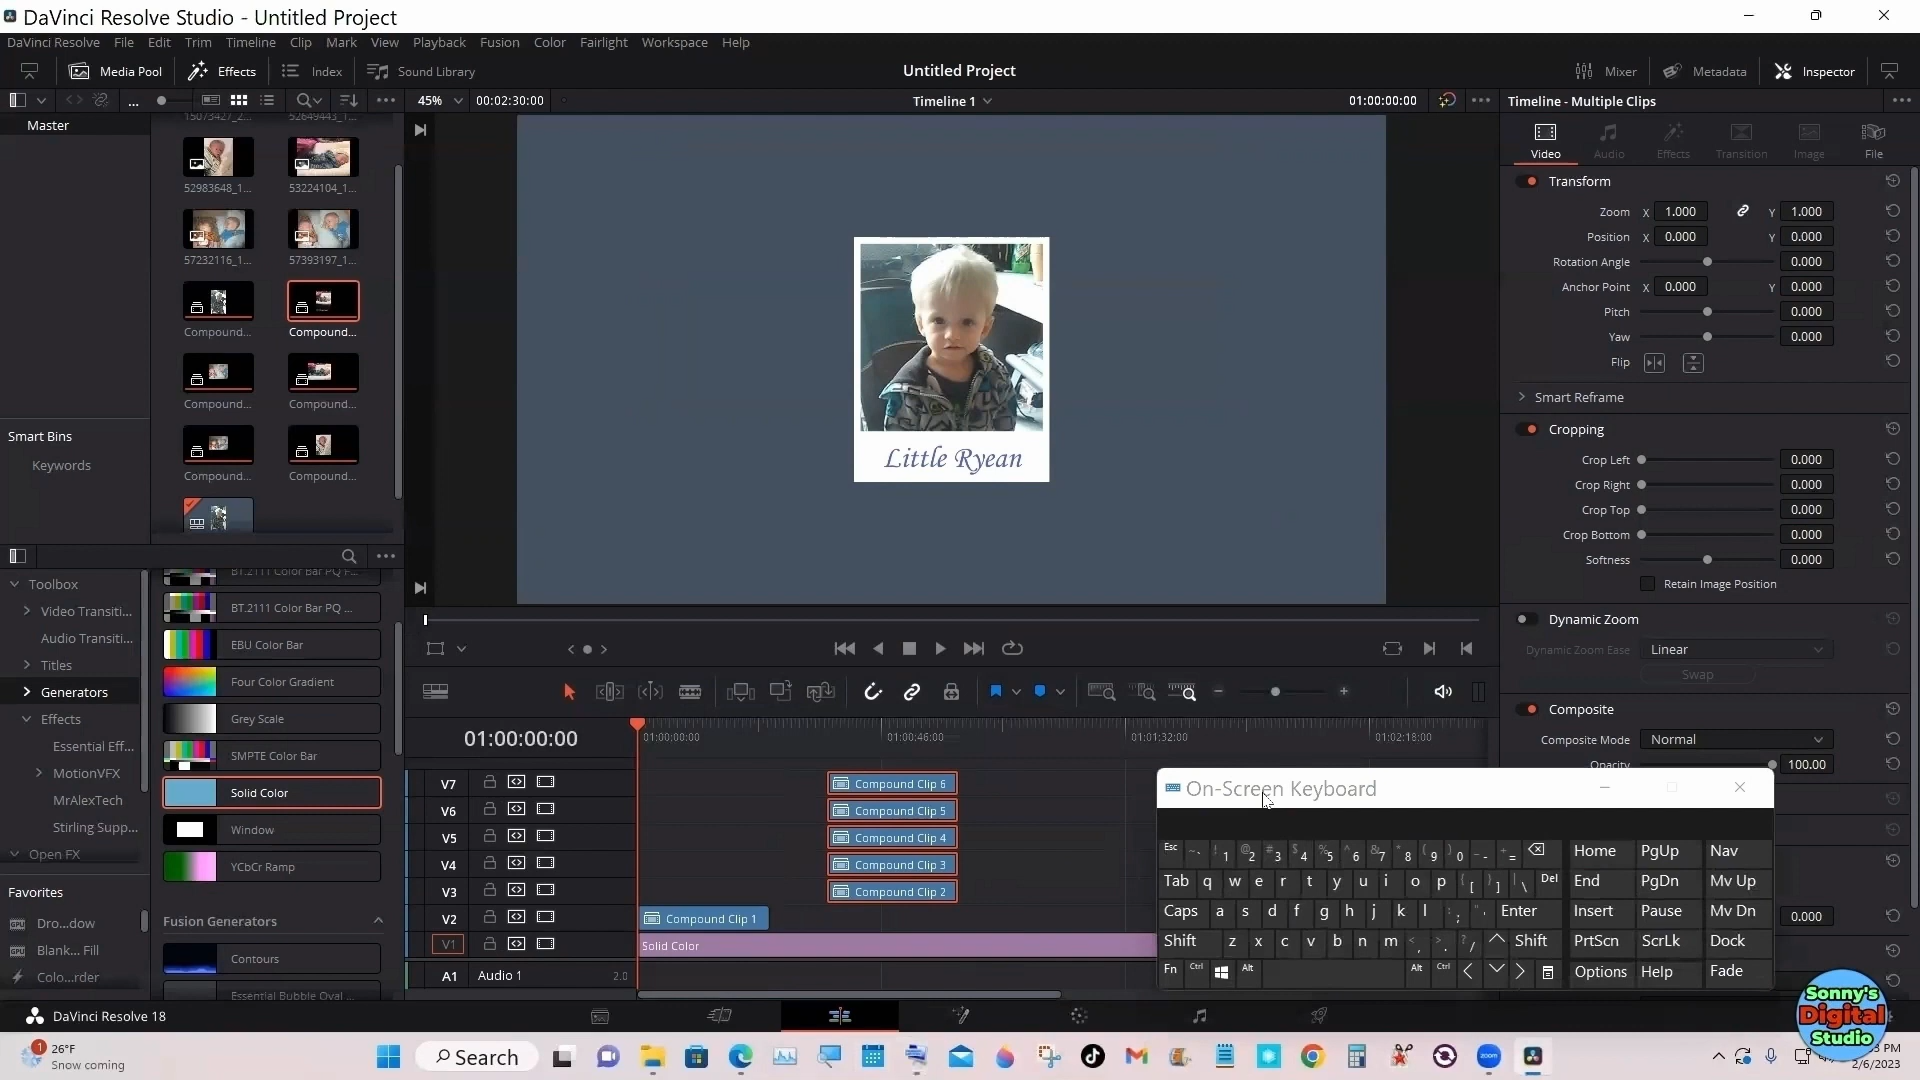 DaVinci Resolve Studio - Untitled Project
DaVinci Resolve File Edit Trim Timeline Clip Mark View Playback Fusion Color Fairlight Workspace Help
Media Pool Effects Index Sound Library Untitled Project Mixer Metadata Inspector
45% 00:02:30:00 Timeline 1 01:00:00:00 Timeline - Multiple Clips
Master
15073427_2... 52649443_1...
52983648_1... 53224104_1...
57232116_1... 57393197_1...
Compound... Compound...
Compound... Compound...
Compound... Compound...
Smart Bins
Keywords
Little Ryean
Video Audio Effects Transition Image File
Transform
Zoom X 1.000 Y 1.000
Position X 0.000 Y 0.000
Rotation Angle 0.000
Anchor Point X 0.000 Y 0.000
Pitch 0.000
Yaw 0.000
Flip
Smart Reframe
Cropping
Crop Left 0.000
Crop Right 0.000
Crop Top 0.000
Crop Bottom 0.000
Softness 0.000
Retain Image Position
Dynamic Zoom
Dynamic Zoom Ease Linear
Swap
Composite
Composite Mode Normal
Opacity 100.00
0.000
Toolbox
Video Transiti...
Audio Transiti...
Titles
Generators
Effects
Essential Eff...
MotionVFX
MrAlexTech
Stirling Supp...
Open FX
Favorites
Dro...dow
Blank... Fill
Colo...rder
BT.2111 Color Bar PQ F...
BT.2111 Color Bar PQ ...
EBU Color Bar
Four Color Gradient
Grey Scale
SMPTE Color Bar
Solid Color
Window
YCbCr Ramp
Fusion Generators
Contours
Essential Bubble Oval ...
01:00:00:00 01:00:00:00 01:00:46:00 01:01:32:00 01:02:18:00
V7 Compound Clip 6
V6 Compound Clip 5
V5 Compound Clip 4
V4 Compound Clip 3
V3 Compound Clip 2
V2 Compound Clip 1
V1 Solid Color
A1 Audio 1 2.0
On-Screen Keyboard
Esc ~ ` ! 1 @ 2 # 3 $ 4 % 5 ^ 6 & 7 * 8 ( 9 ) 0 _ - + = Home PgUp Nav
Tab q w e r t y u i o p { [ } ] | \ Del End PgDn Mv Up
Caps a s d f g h j k l : ; " ' Enter Insert Pause Mv Dn
Shift z x c v b n m < , > . ? / Shift PrtScn ScrLk Dock
Fn Ctrl Alt Alt Ctrl Options Help Fade
DaVinci Resolve 18
Sonny's
Digital
Studio
1 26°F
Snow coming
Search
zoom
PM
2/6/2023